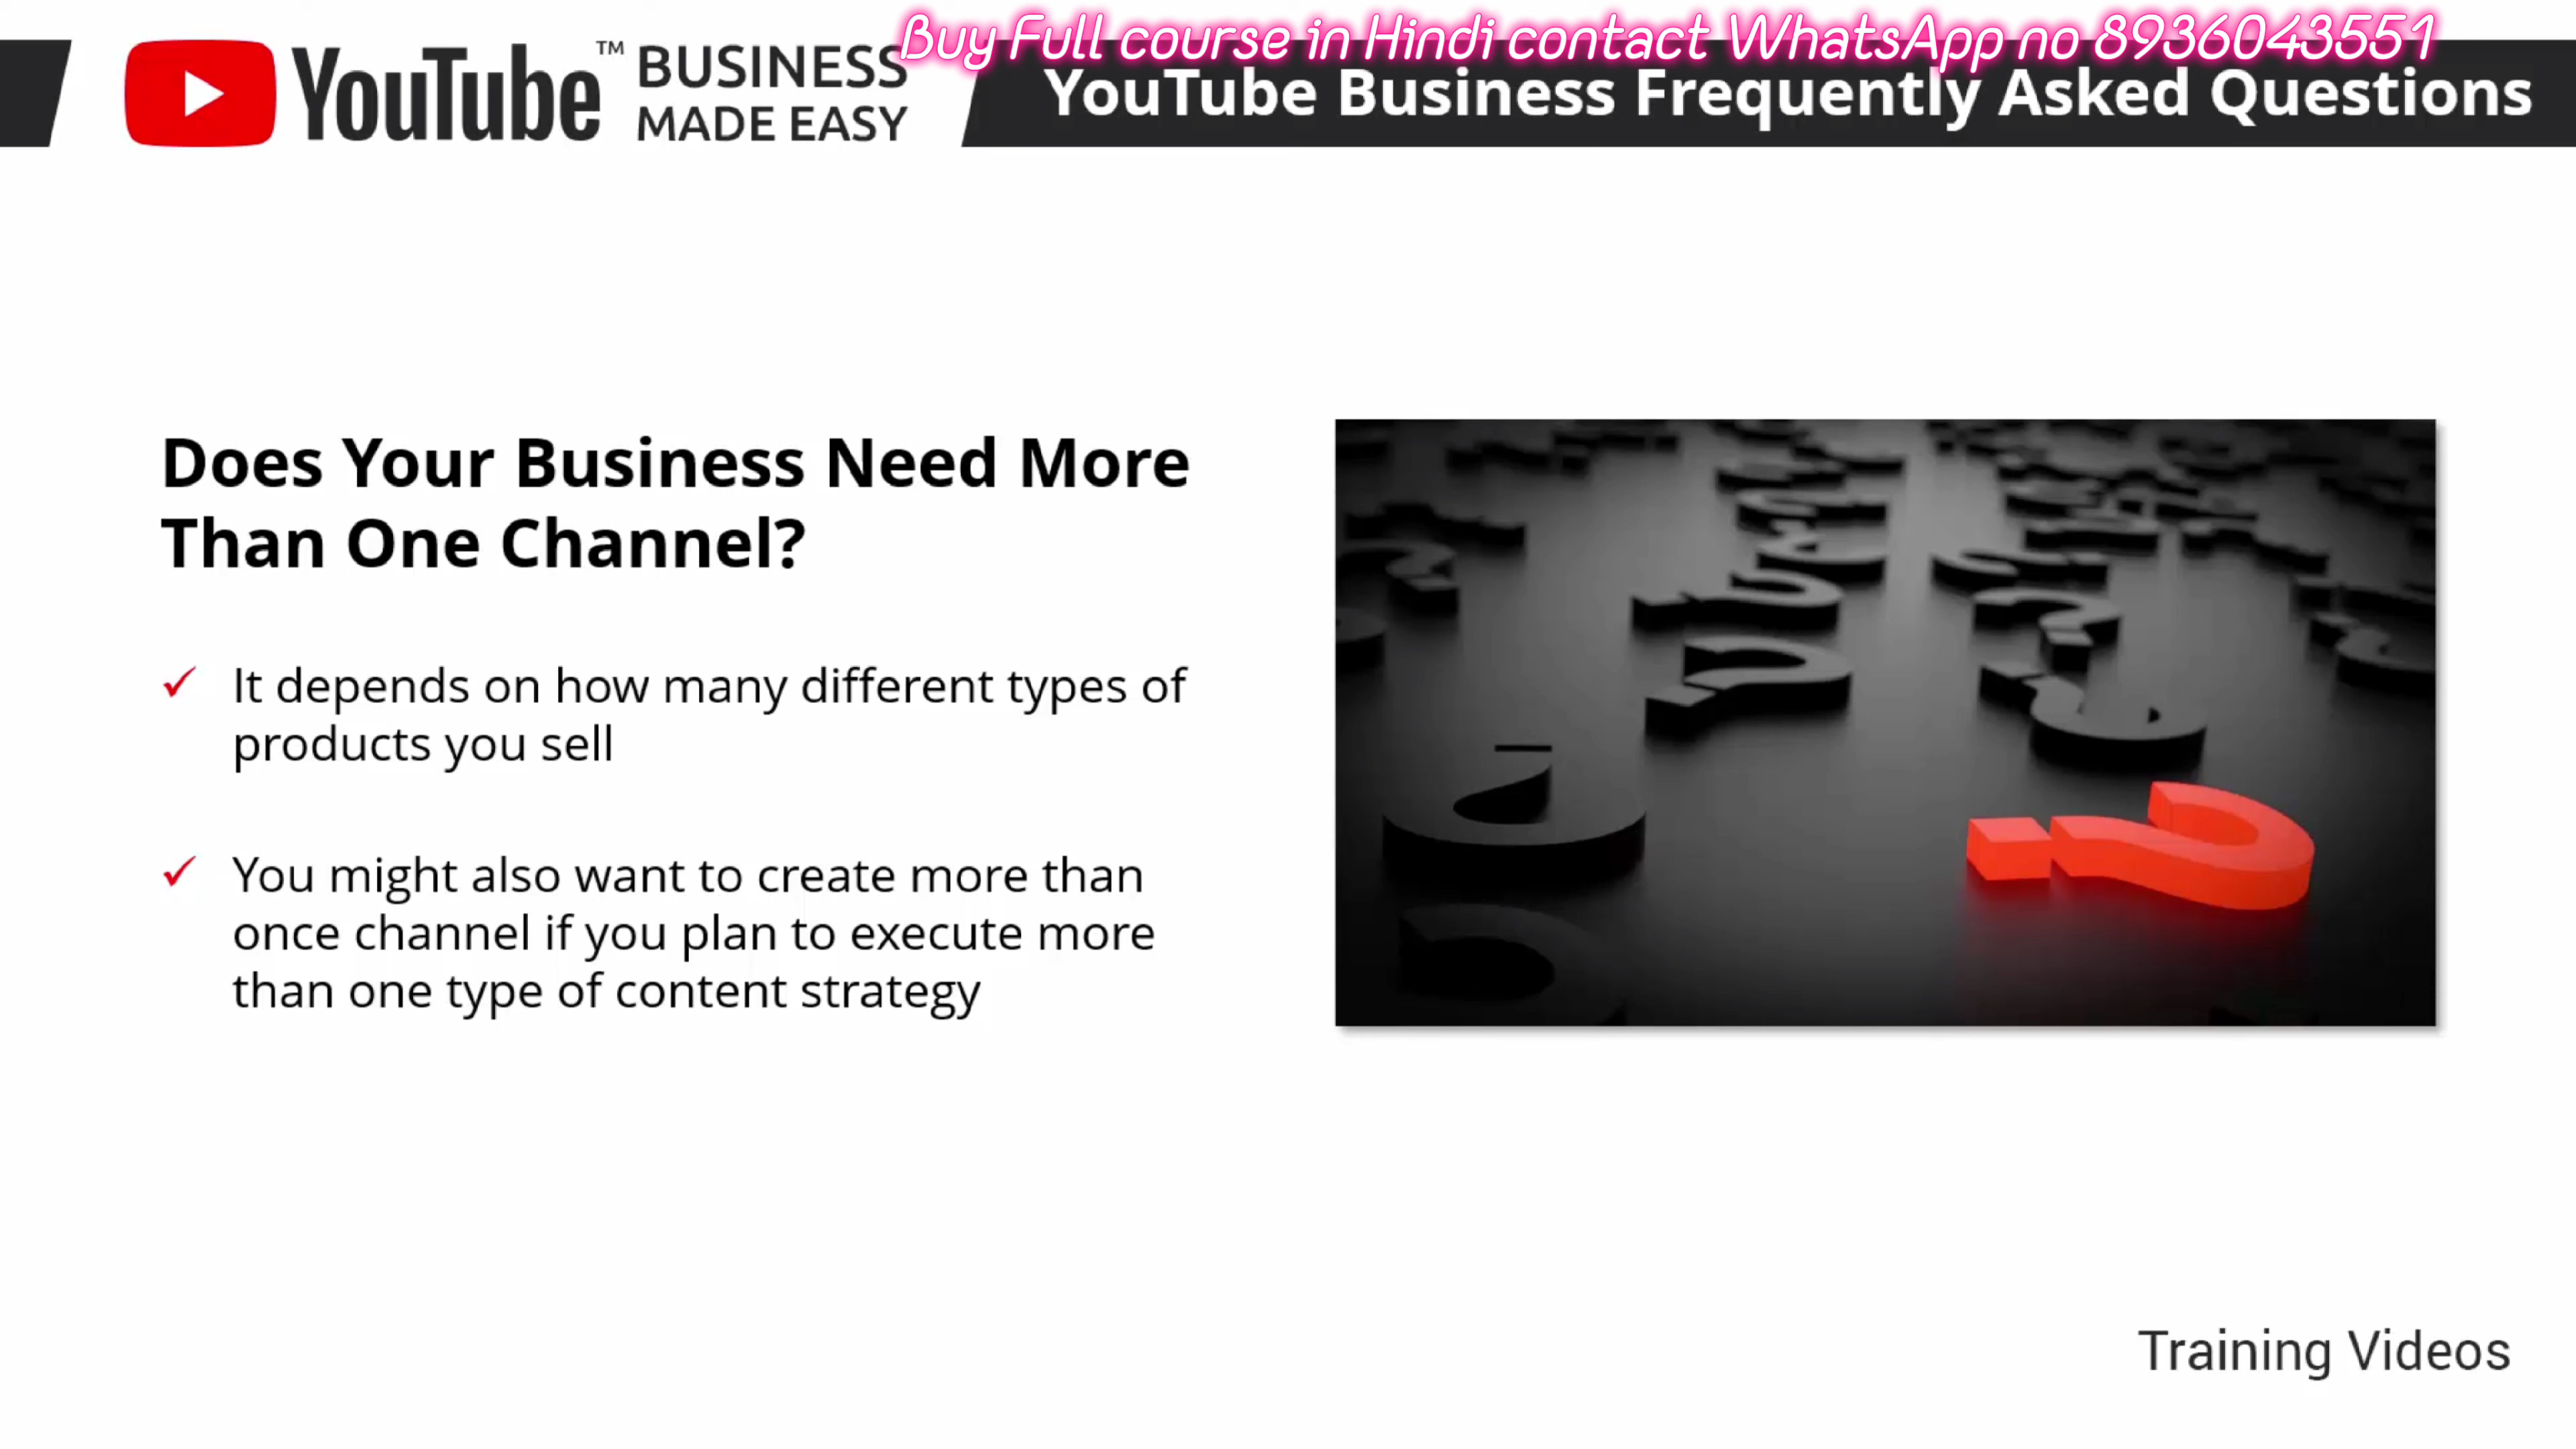 Buy Full course in Hindi contact WhatsApp no 8936043551
YouTube™ BUSINESS
MADE EASY
YouTube Business Frequently Asked Questions
Does Your Business Need More
Than One Channel?
✓ It depends on how many different types of
products you sell
✓ You might also want to create more than
once channel if you plan to execute more
than one type of content strategy
Training Videos